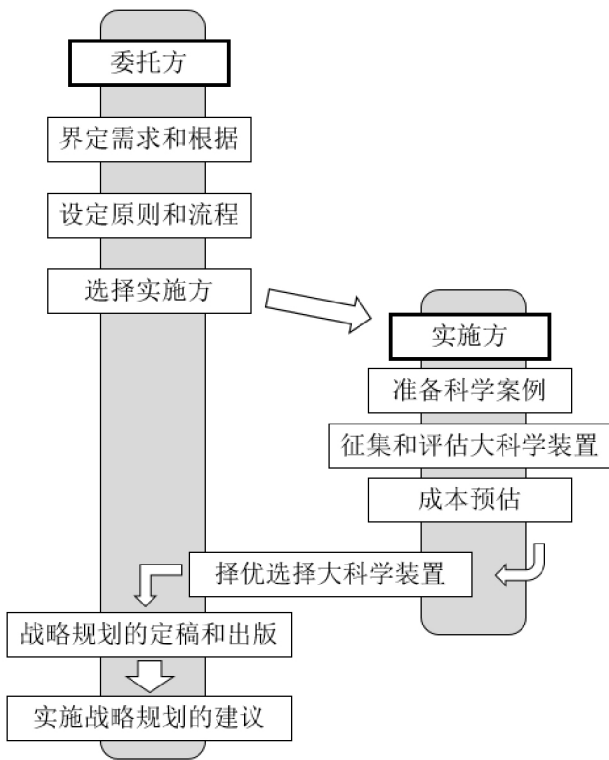 委托方
界定需求和根据
设定原则和流程
选择实施方
实施方
准备科学案例
征集和评估大科学装置
成本预估
择优选择大科学装置
战略规划的定稿和出版
实施战略规划的建议